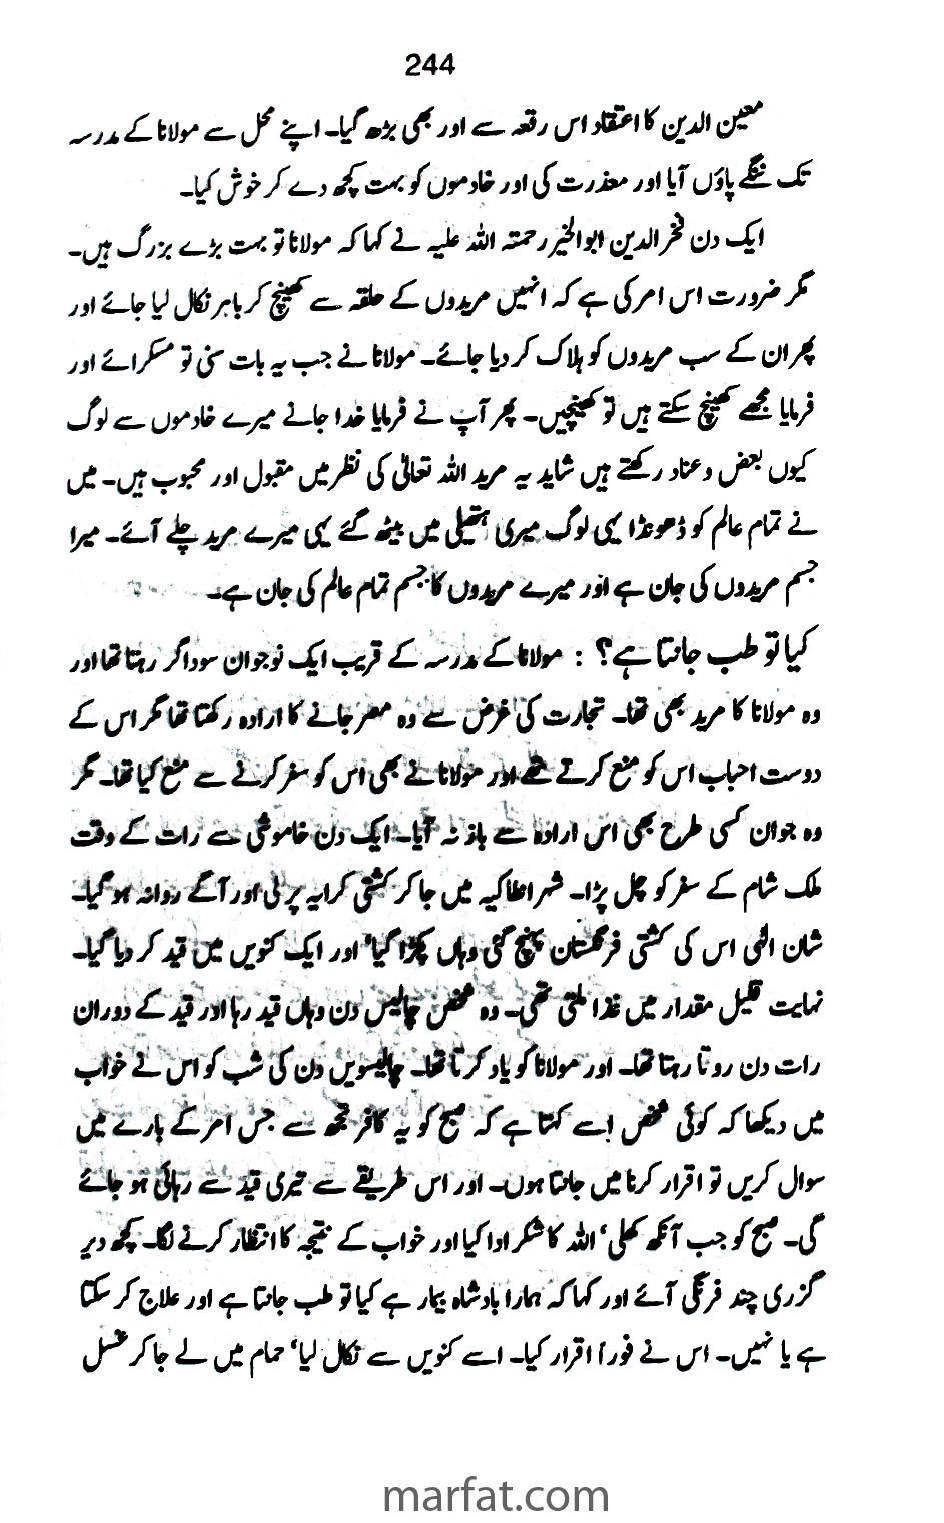 244
معین الدین کا اعتقاد اس رقعہ سے اور بھی بڑھ گیا۔ اپنے محل سے مولانا کے مدرسہ
تک ننگے پاؤں آیا اور معذرت کی اور خادموں کو بہت کچھ دے کر خوش کیا۔
ایک دن فخر الدین ابوالخیر رحمتہ اللہ علیہ نے کہا کہ مولانا تو بہت بڑے بزرگ ہیں۔
مگر ضرورت اس امر کی ہے کہ انہیں مریدوں کے حلقہ سے کھینچ کر باہر نکال لیا جائے اور
پھر ان کے سب مریدوں کو ہلاک کر دیا جائے۔ مولانا نے جب یہ بات سنی تو مسکرائے اور
فرمایا مجھے کھینچ سکتے ہیں تو کھینچیں۔ پھر آپ نے فرمایا خدا جانے میرے خادموں سے لوگ
کیوں بغض و عناد رکھتے ہیں شاید یہ مرید اللہ تعالیٰ کی نظر میں مقبول اور محبوب ہیں۔ میں
نے تمام عالم کو ڈھونڈا یہی لوگ میری ہتھیلی میں بیٹھ گئے یہی میرے مرید چلے آئے۔ میرا
جسم مریدوں کی جان ہے اور میرے مریدوں کا جسم تمام عالم کی جان ہے۔
کیا تو طب جانتا ہے؟ : مولانا کے مدرسہ کے قریب ایک نوجوان سوداگر رہتا تھا اور
وہ مولانا کا مرید بھی تھا۔ تجارت کی غرض سے وہ مصر جانے کا ارادہ رکھتا تھا مگر اس کے
دوست احباب اس کو منع کرتے تھے اور مولانا نے بھی اس کو سفر کرنے سے منع کیا تھا۔ مگر
وہ جوان کسی طرح بھی اس ارادہ سے باز نہ آیا۔ ایک دن خاموشی سے رات کے وقت
ملک شام کے سفر کو چل پڑا۔ شہر انطاکیہ میں جا کر کشتی کرایہ پر لی اور آگے روانہ ہو گیا۔
شان الٰہی اس کی کشتی فرنگستان پہنچ گئی وہاں پکڑا گیا‘ اور ایک کنویں میں قید کر دیا گیا۔
نہایت قلیل مقدار میں غذا ملتی تھی۔ وہ شخص چالیس دن وہاں قید رہا اور قید کے دوران
رات دن روتا رہتا تھا۔ اور مولانا کو یاد کرتا تھا۔ چالیسویں دن کی شب کو اس نے خواب
میں دیکھا کہ کوئی شخص اسے کہتا ہے کہ صبح کو یہ کافر تجھ سے جس امر کے بارے میں
سوال کریں تو اقرار کرنا میں جانتا ہوں۔ اور اس طریقے سے تیری قید سے رہائی ہو جائے
گی۔ صبح کو جب آنکھ کھلی‘ اللہ کا شکر ادا کیا اور خواب کے نتیجہ کا انتظار کرنے لگا۔ کچھ دیر
گزری چند فرنگی آئے اور کہا کہ ہمارا بادشاہ بیمار ہے کیا تو طب جانتا ہے اور علاج کر سکتا
ہے یا نہیں۔ اس نے فوراً اقرار کیا۔ اسے کنویں سے نکال لیا‘ حمام میں لے جا کر غسل
marfat.com